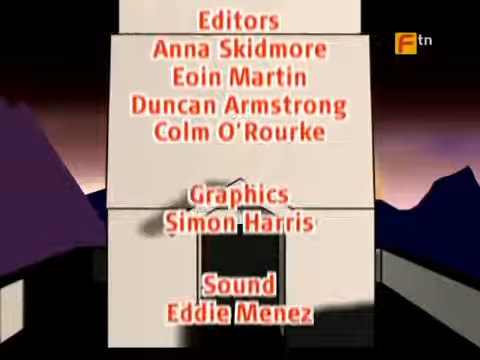 Editors
Anna Skidmore
Eoin Martin
Duncan Armstrong
Colm O'Rourke
Graphics
Simon Harris
Sound
Eddie Menez
Ftn